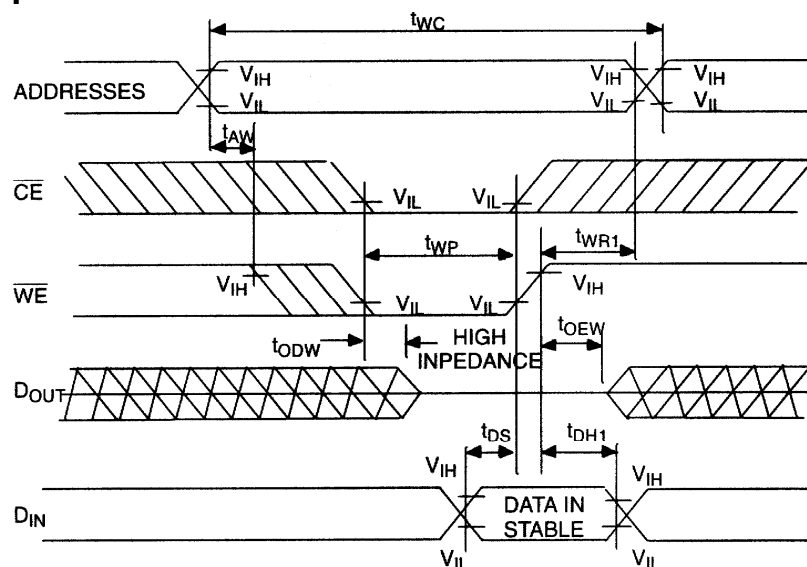 tWC
VIH VIH VIH
ADDRESSES
VIL VIL VIL
tAW
CE
VIL VIL
tWP tWR1
WE
VIH VIH
VIL VIL
tODW HIGH INPEDANCE tOEW
DOUT
tDS tDH1
VIH VIH
DIN
DATA IN
STABLE
VIL VIL